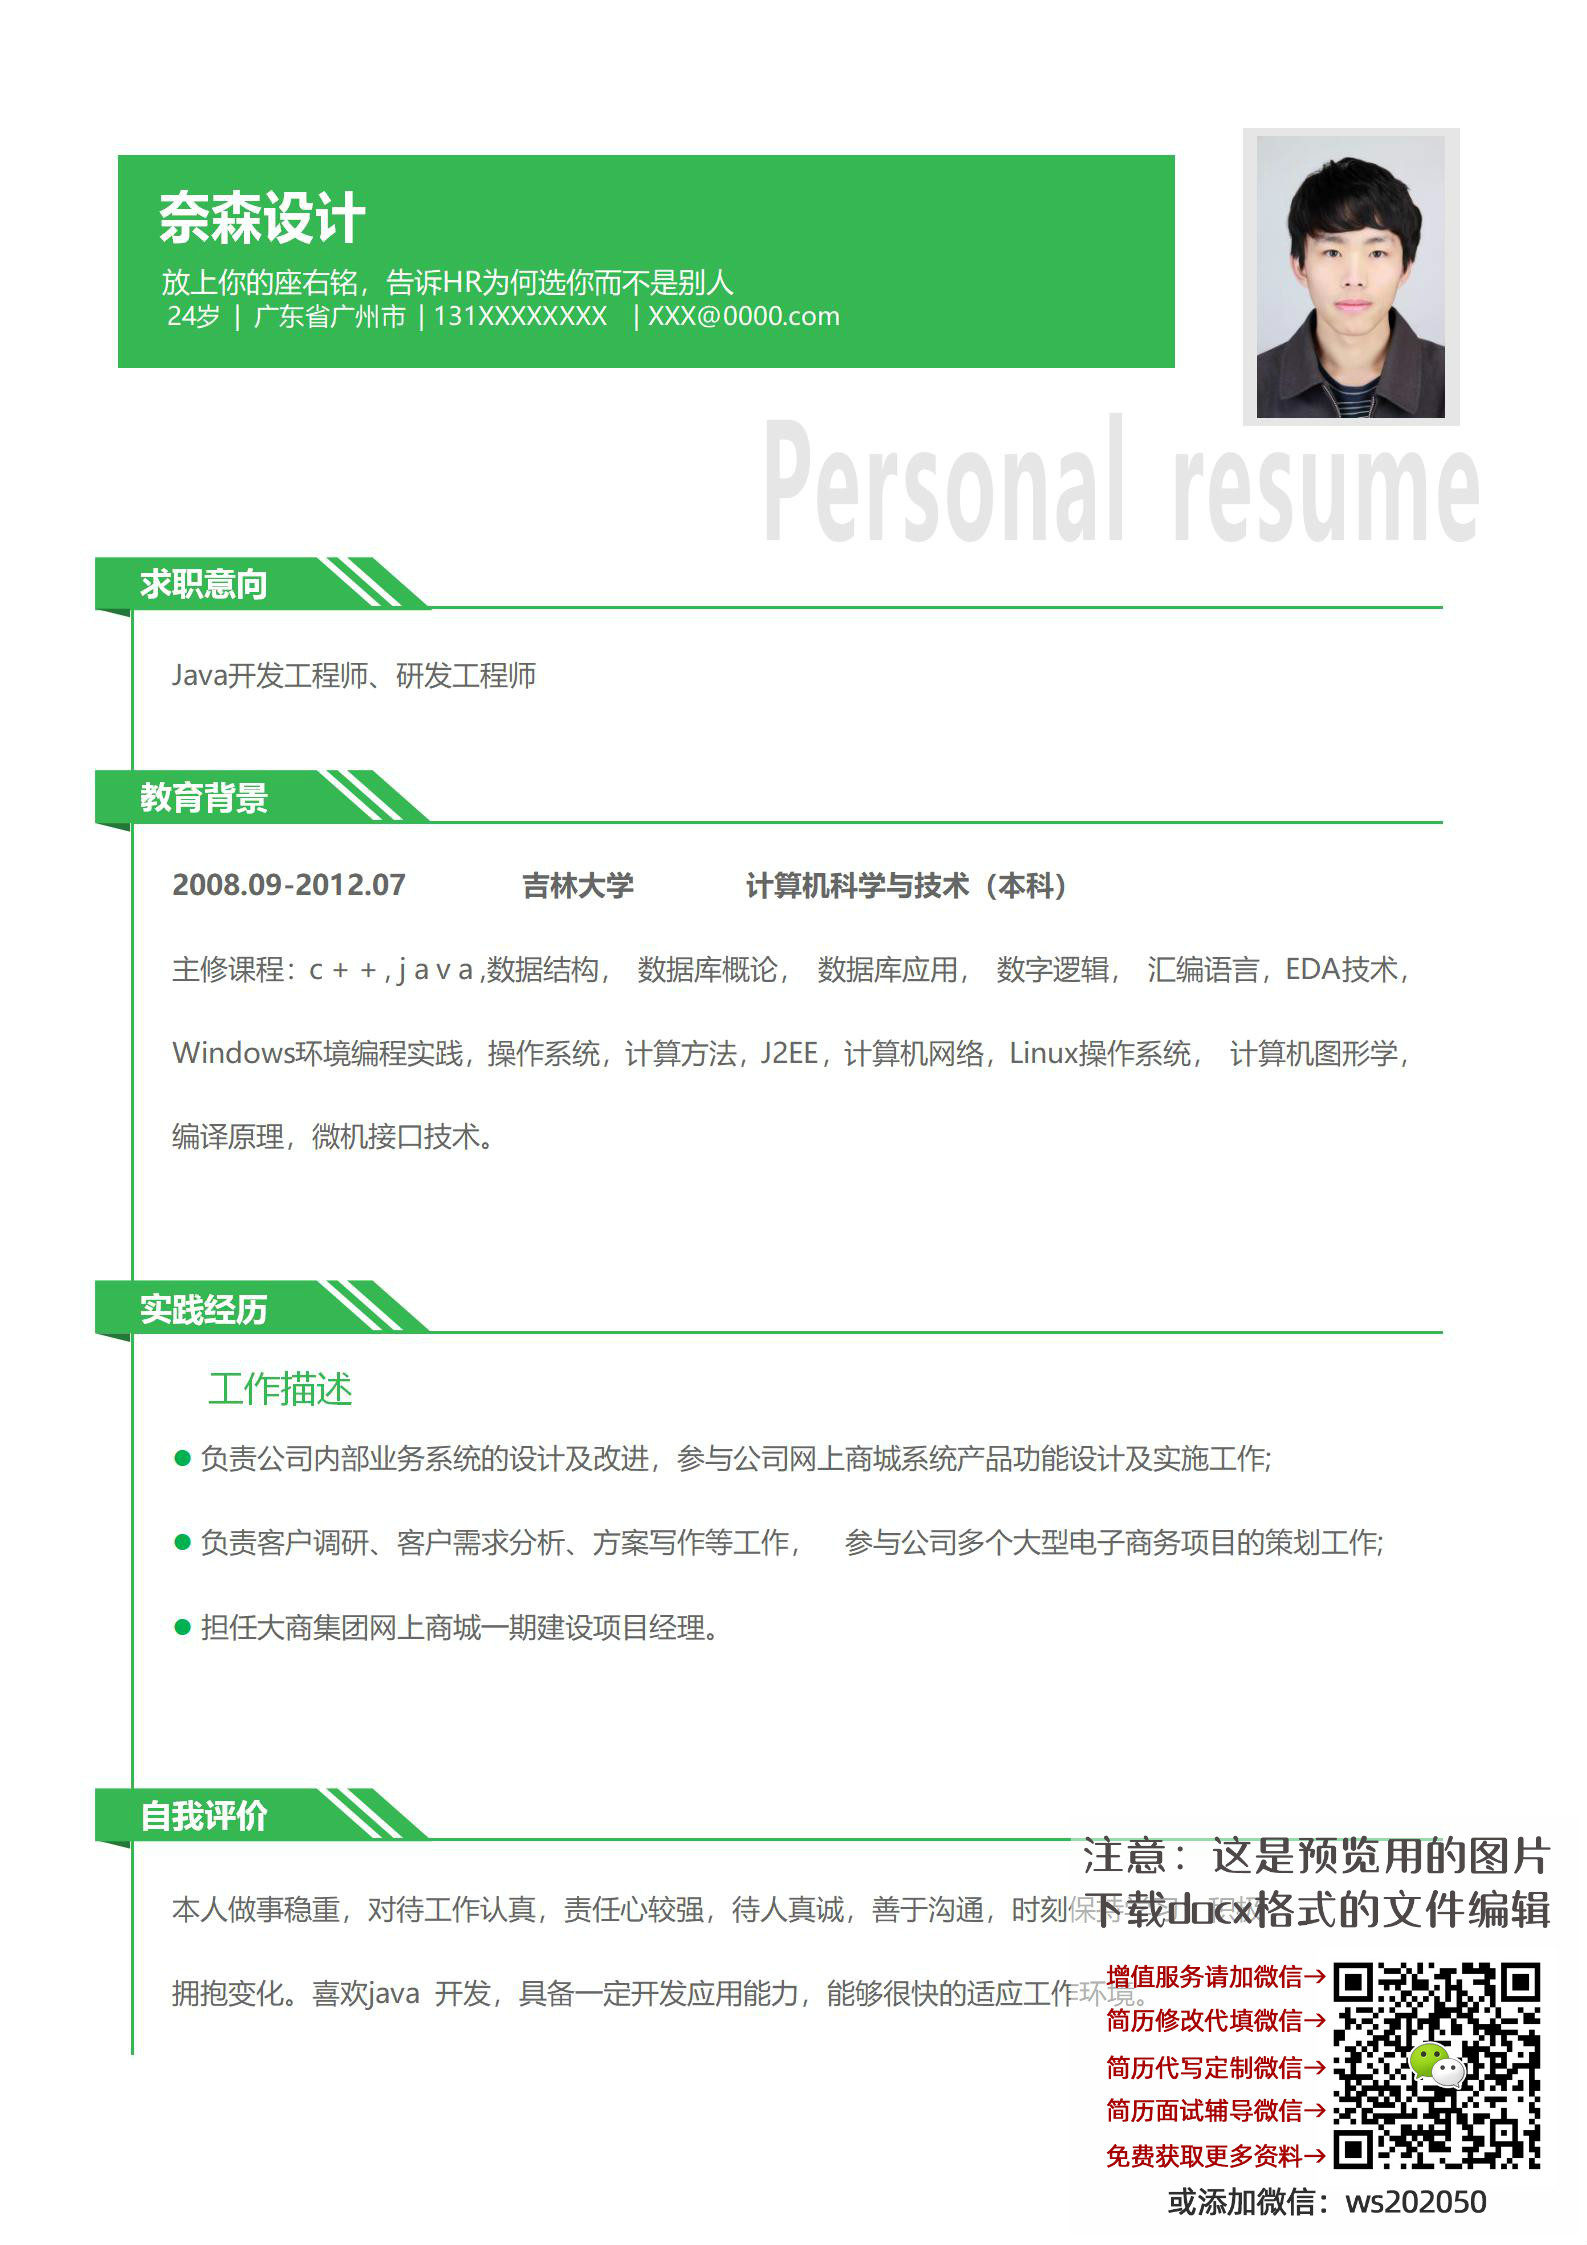 奈森设计
放上你的座右铭，告诉HR为何选你而不是别人
24岁 | 广东省广州市 | 131XXXXXXXX | XXX@0000.com
Personal resume
求职意向
Java开发工程师、研发工程师
教育背景
2008.09-2012.07 吉林大学 计算机科学与技术（本科）
主修课程：c++,java,数据结构， 数据库概论， 数据库应用， 数字逻辑， 汇编语言，EDA技术，
Windows环境编程实践，操作系统，计算方法，J2EE，计算机网络，Linux操作系统， 计算机图形学，
编译原理，微机接口技术。
实践经历
工作描述
● 负责公司内部业务系统的设计及改进，参与公司网上商城系统产品功能设计及实施工作;
● 负责客户调研、客户需求分析、方案写作等工作， 参与公司多个大型电子商务项目的策划工作;
● 担任大商集团网上商城一期建设项目经理。
自我评价
本人做事稳重，对待工作认真，责任心较强，待人真诚，善于沟通，时刻保持 积极
拥抱变化。喜欢java 开发，具备一定开发应用能力，能够很快的适应工作环境。
注意：这是预览用的图片
下载docx格式的文件编辑
增值服务请加微信→
简历修改代填微信→
简历代写定制微信→
简历面试辅导微信→
免费获取更多资料→
或添加微信：ws202050